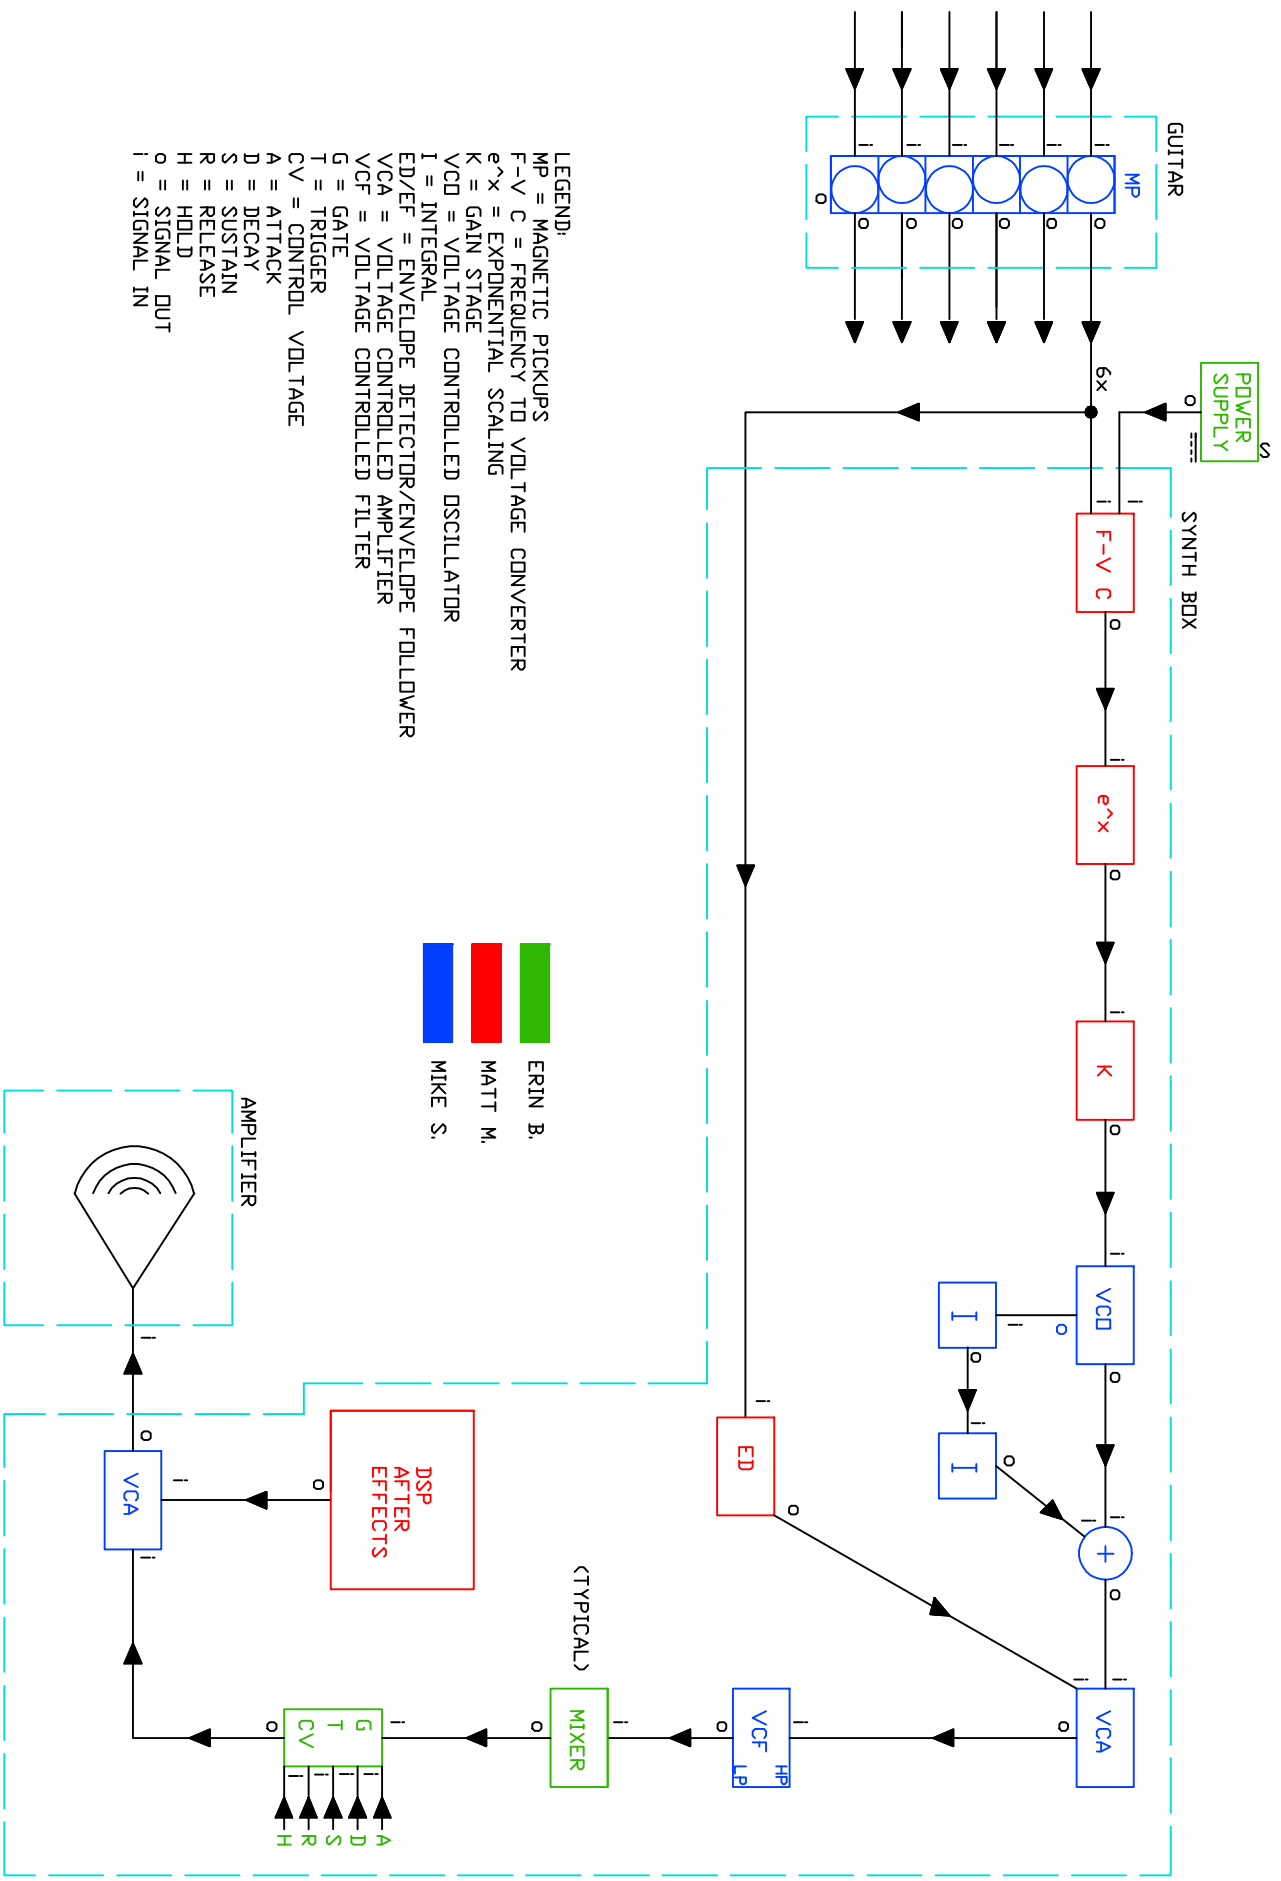 POWER
SUPPLY
S
o
GUITAR
MP
i
i
i
i
i
i
o
o
o
o
o
o
o
6x
SYNTH BOX
i
i
F-V C
o
i
e^x
o
i
K
o
i
VCO
o
o
i
I
o
i
I
o
i
i
+
o
i
i
VCA
o
i
ED
o
i
VCF
HP
LP
o
i
MIXER
o
(TYPICAL)
i
G
T
CV
o
i
i
i
i
i
A
D
S
R
H
DSP
AFTER
EFFECTS
o
i
i
VCA
o
i
AMPLIFIER
ERIN B.
MATT M.
MIKE S.
LEGEND:
MP = MAGNETIC PICKUPS
F-V C = FREQUENCY TO VOLTAGE CONVERTER
e^x = EXPONENTIAL SCALING
K = GAIN STAGE
VCO = VOLTAGE CONTROLLED OSCILLATOR
I = INTEGRAL
ED/EF = ENVELOPE DETECTOR/ENVELOPE FOLLOWER
VCA = VOLTAGE CONTROLLED AMPLIFIER
VCF = VOLTAGE CONTROLLED FILTER
G = GATE
T = TRIGGER
CV = CONTROL VOLTAGE
A = ATTACK
D = DECAY
S = SUSTAIN
R = RELEASE
H = HOLD
o = SIGNAL OUT
i = SIGNAL IN